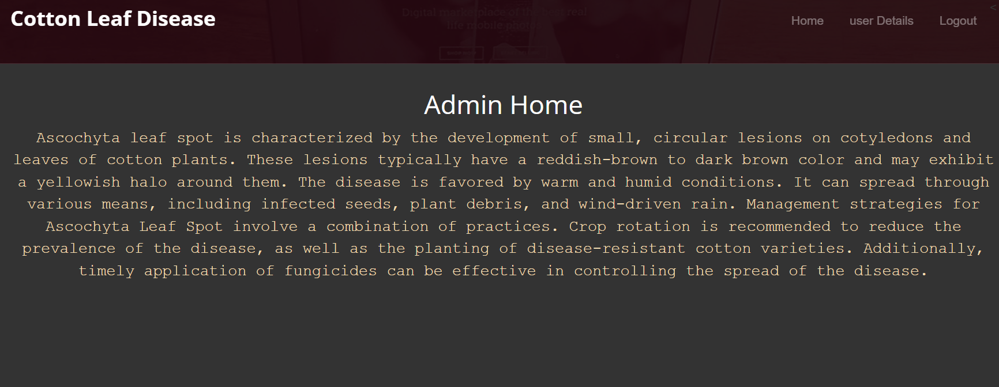 Cotton Leaf Disease
Digital marketplace of the best real
life mobile photo
SHOP NOW
Home
user Details
Logout
<
Admin Home
Ascochyta leaf spot is characterized by the development of small, circular lesions on cotyledons and
leaves of cotton plants. These lesions typically have a reddish-brown to dark brown color and may exhibit
a yellowish halo around them. The disease is favored by warm and humid conditions. It can spread through
various means, including infected seeds, plant debris, and wind-driven rain. Management strategies for
Ascochyta Leaf Spot involve a combination of practices. Crop rotation is recommended to reduce the
prevalence of the disease, as well as the planting of disease-resistant cotton varieties. Additionally,
timely application of fungicides can be effective in controlling the spread of the disease.